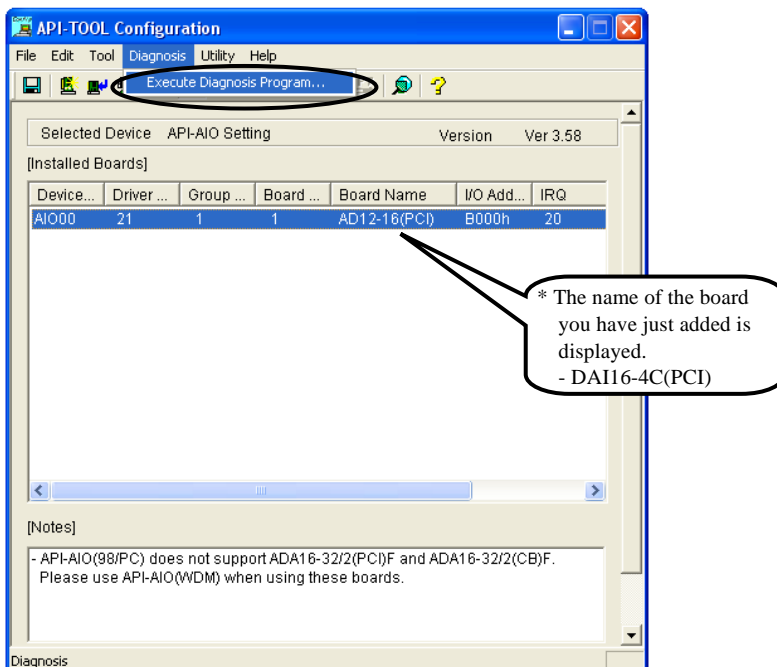 API-TOOL Configuration
File Edit Tool Diagnosis Utility Help
Execute Diagnosis Program...
Selected Device API-AIO Setting Version Ver 3.58
[Installed Boards]
Device... Driver ... Group ... Board ... Board Name I/O Add... IRQ
AIO00 21 1 1 AD12-16(PCI) B000h 20
* The name of the board
you have just added is
displayed.
- DAI16-4C(PCI)
[Notes]
- API-AIO(98/PC) does not support ADA16-32/2(PCI)F and ADA16-32/2(CB)F.
Please use API-AIO(WDM) when using these boards.
Diagnosis